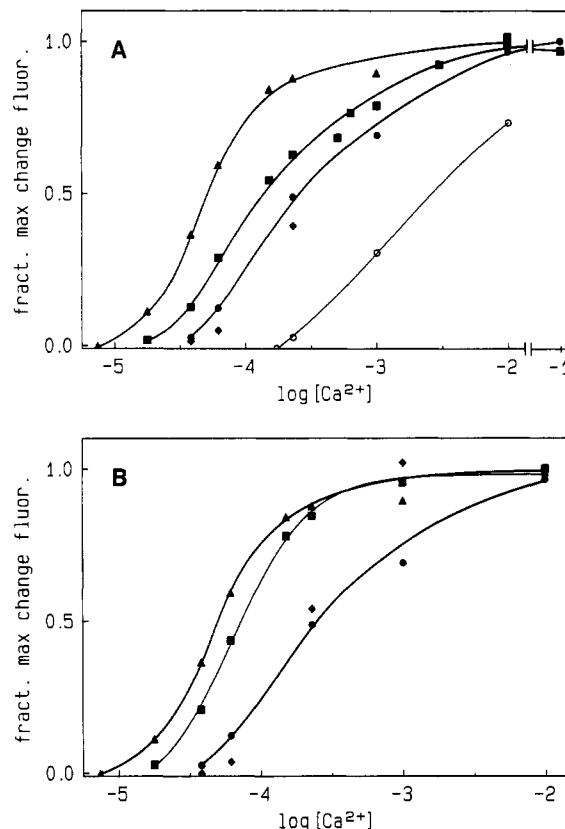 A
fract. max change fluor.
1.0
0.5
0.0
-5 -4 -3 -2 -1
log[Ca²⁺]
B
fract. max change fluor.
1.0
0.5
0.0
-5 -4 -3 -2
log[Ca²⁺]